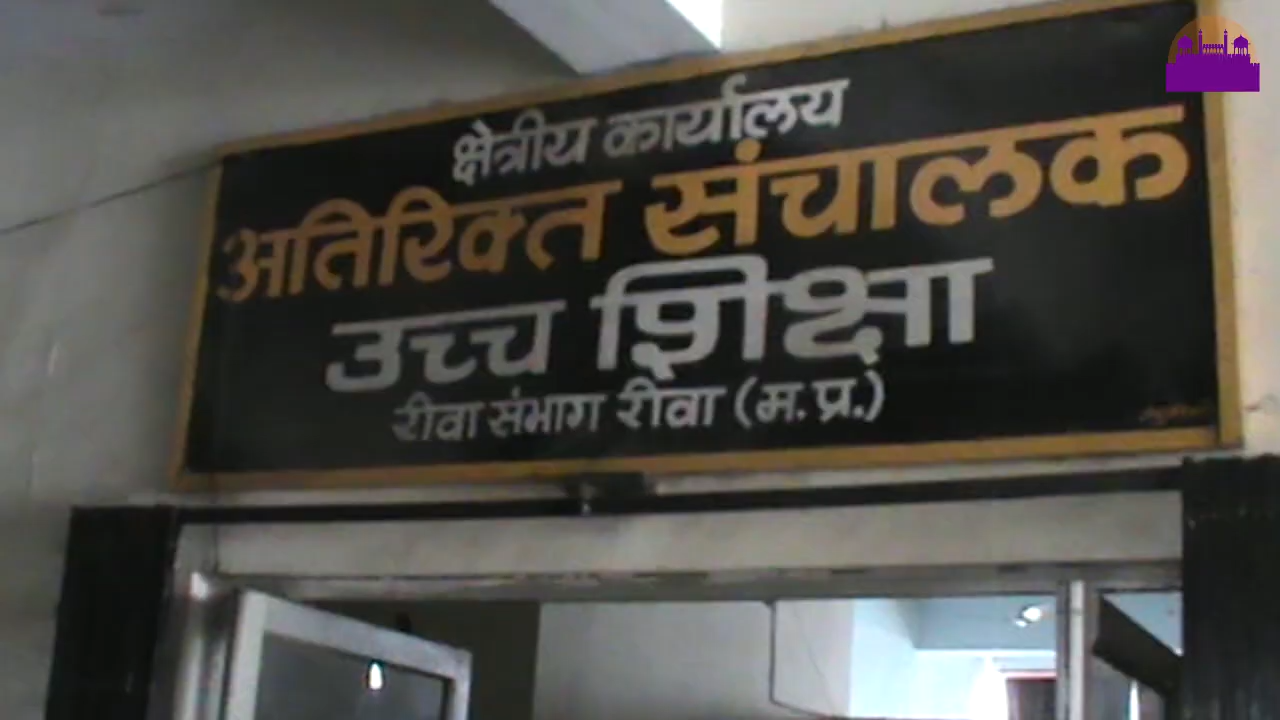 क्षेत्रीय कार्यालय
अतिरिक्त संचालक
उच्च शिक्षा
रीवा संभाग रीवा (म.प्र.)